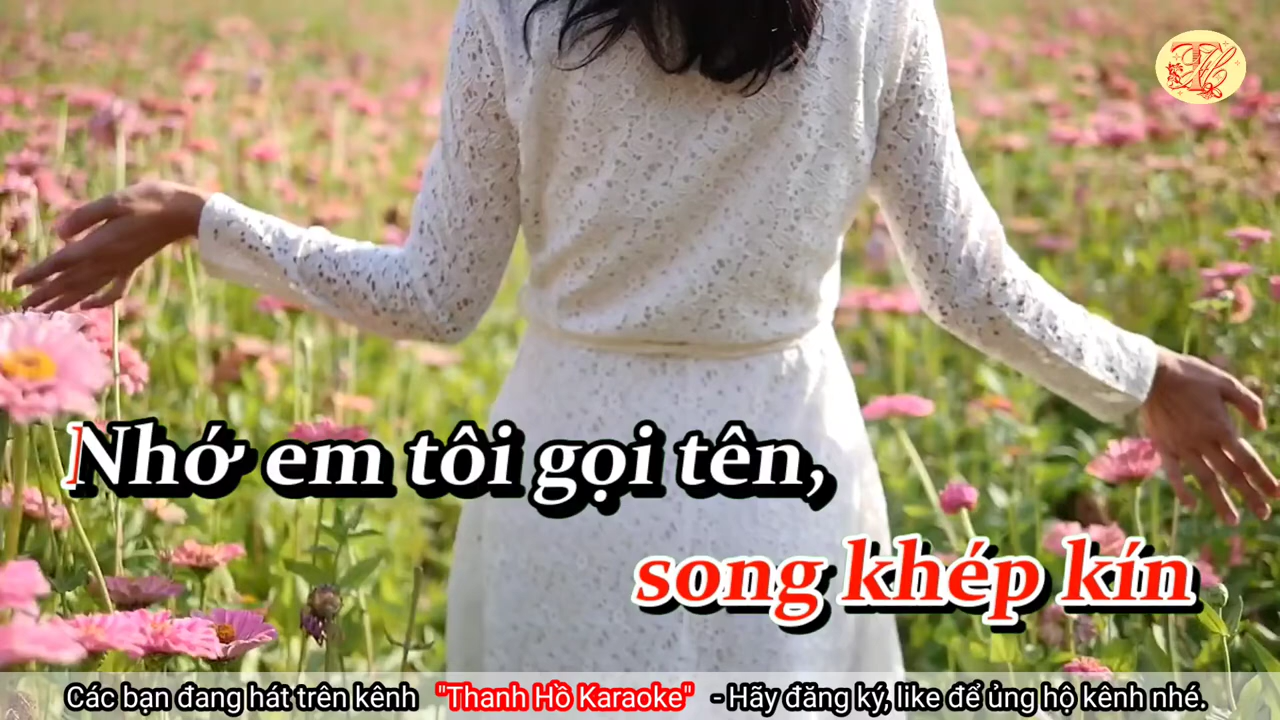 Nhớ em tôi gọi tên,
song khép kín
Các bạn đang hát trên kênh "Thanh Hồ Karaoke" - Hãy đăng ký, like để ủng hộ kênh nhé.